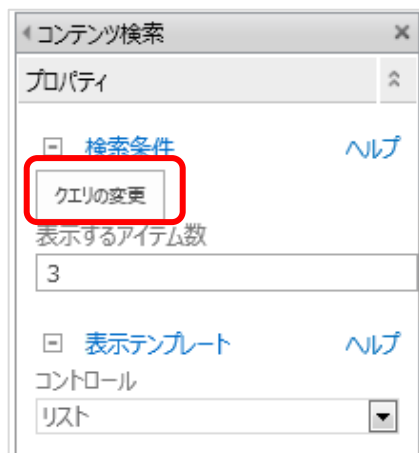 コンテンツ検索
プロパティ
検索条件 ヘルプ
クエリの変更
表示するアイテム数
3
表示テンプレート ヘルプ
コントロール
リスト